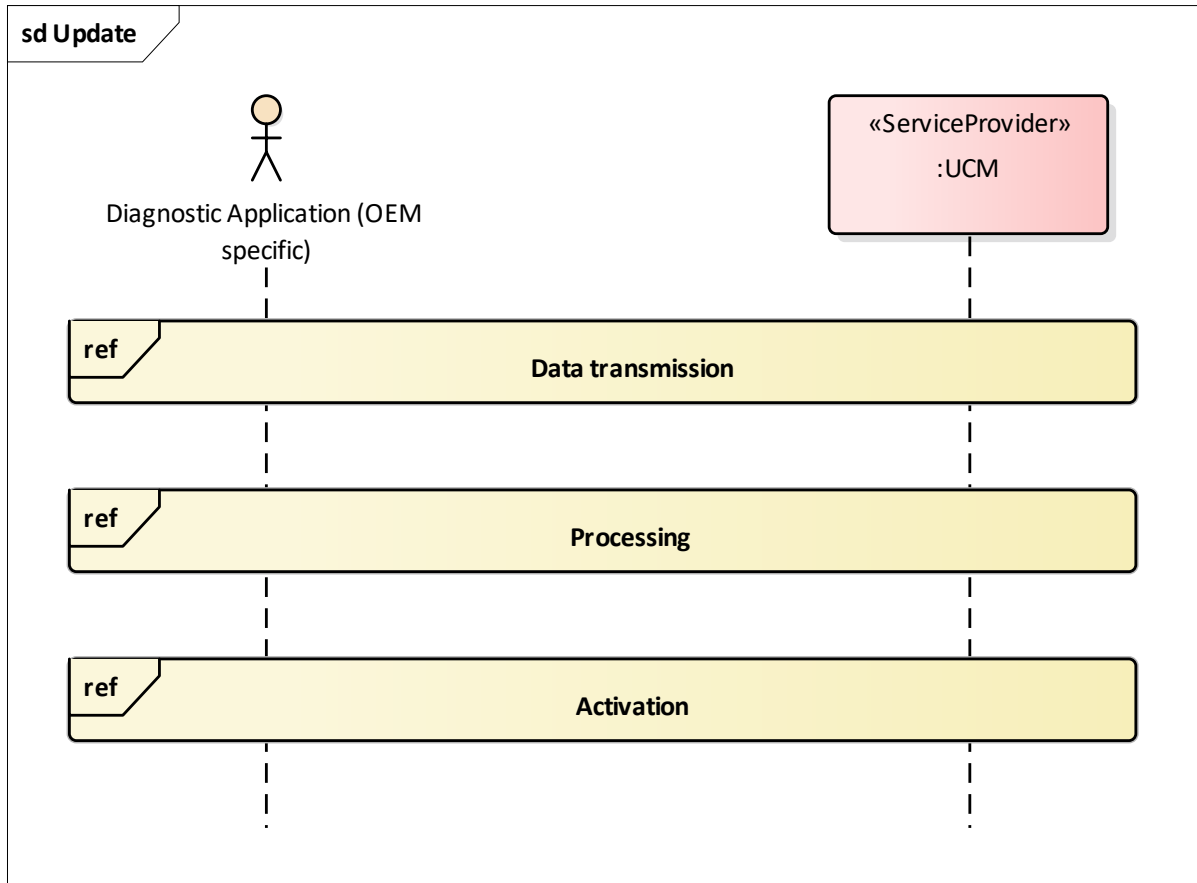 sd Update
Diagnostic Application (OEM
specific)
«ServiceProvider»
:UCM
ref
Data transmission
ref
Processing
ref
Activation